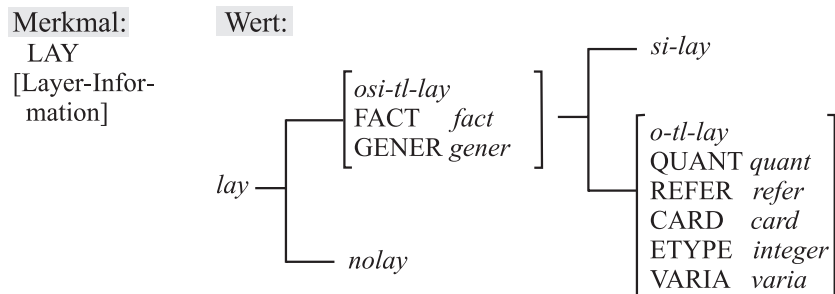 Merkmal:
LAY
[Layer-Infor-
mation]
Wert:
lay
osi-tl-lay
FACT fact
GENER gener
nolay
si-lay
o-tl-lay
QUANT quant
REFER refer
CARD card
ETYPE integer
VARIA varia